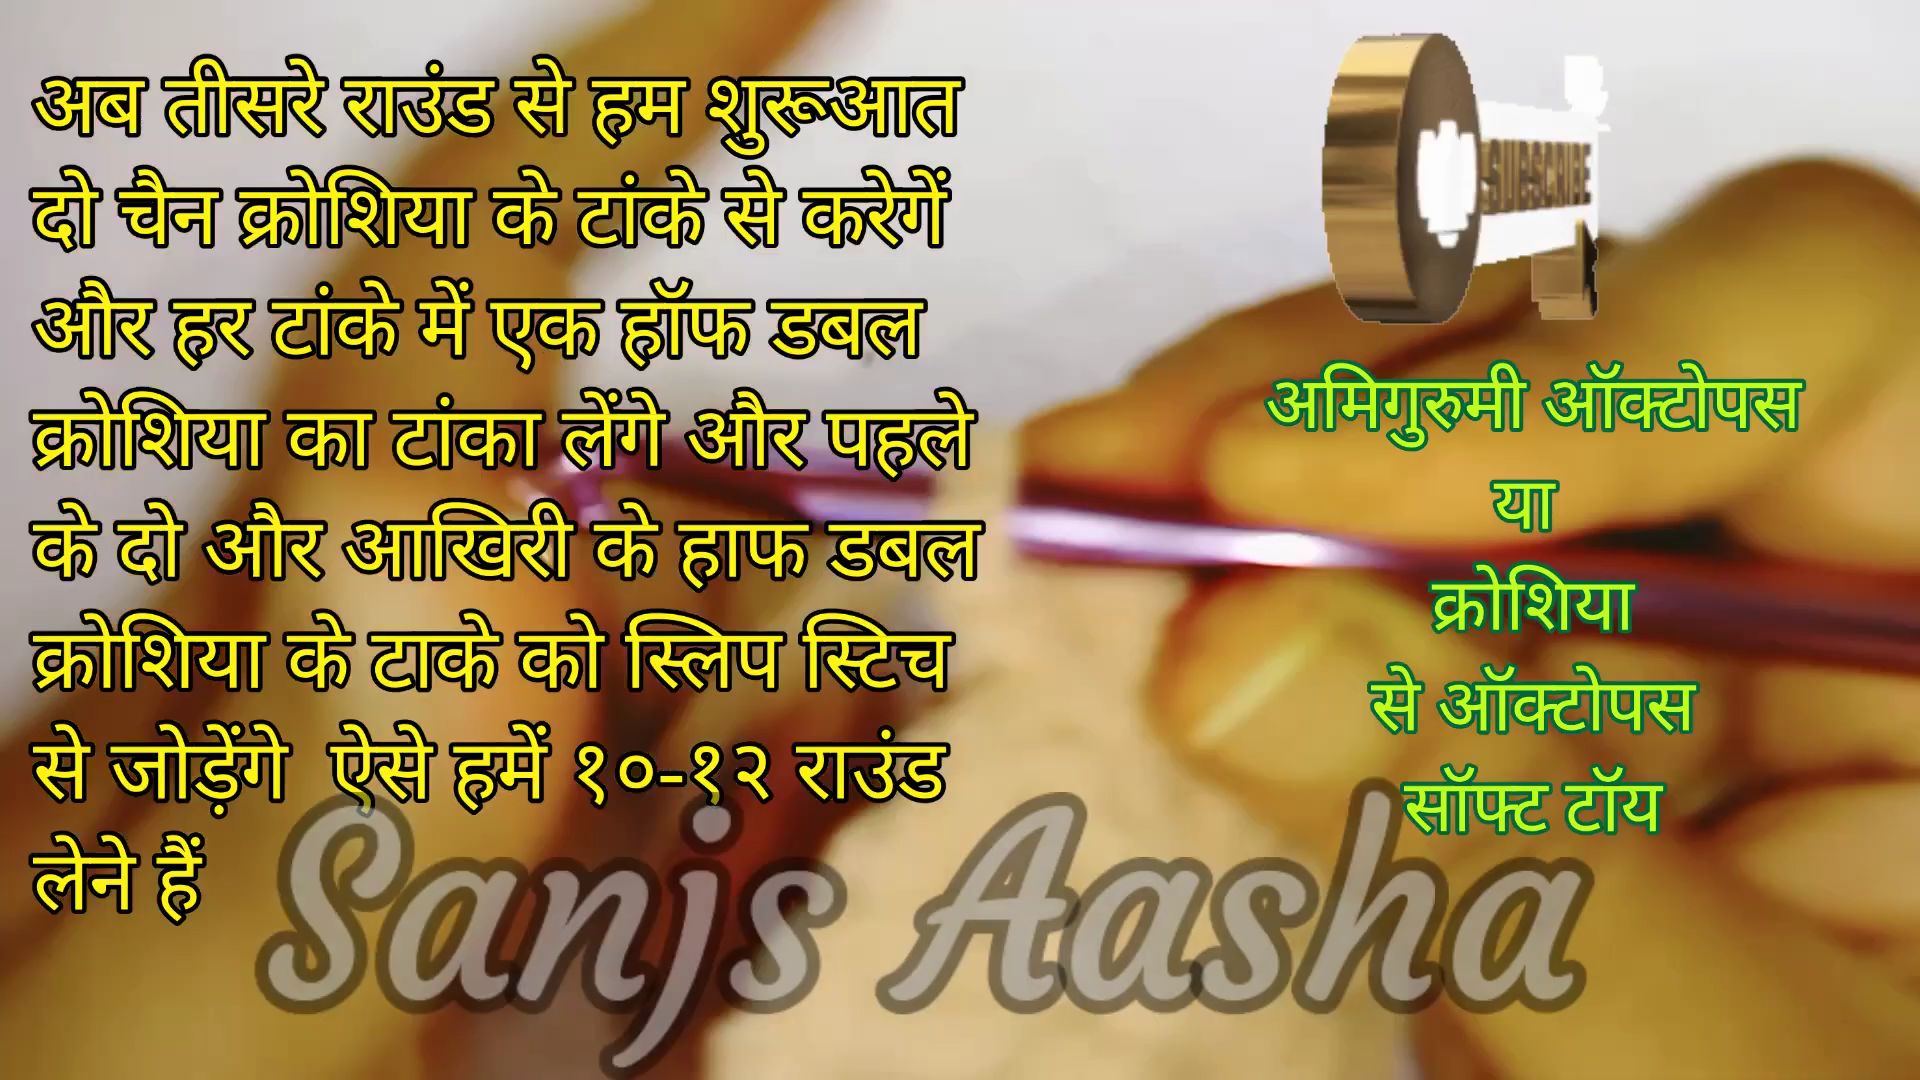 अब तीसरे राउंड से हम शुरूआत
दो चैन क्रोशिया के टांके से करेगें
और हर टांके में एक हॉफ डबल
क्रोशिया का टांका लेंगे और पहले
के दो और आखिरी के हाफ डबल
क्रोशिया के टाके को स्लिप स्टिच
से जोड़ेंगे ऐसे हमें १०-१२ राउंड
लेने हैं
SUBSCRIBE
अमिगुरुमी ऑक्टोपस
या
क्रोशिया
से ऑक्टोपस
सॉफ्ट टॉय
Sanjs Aasha